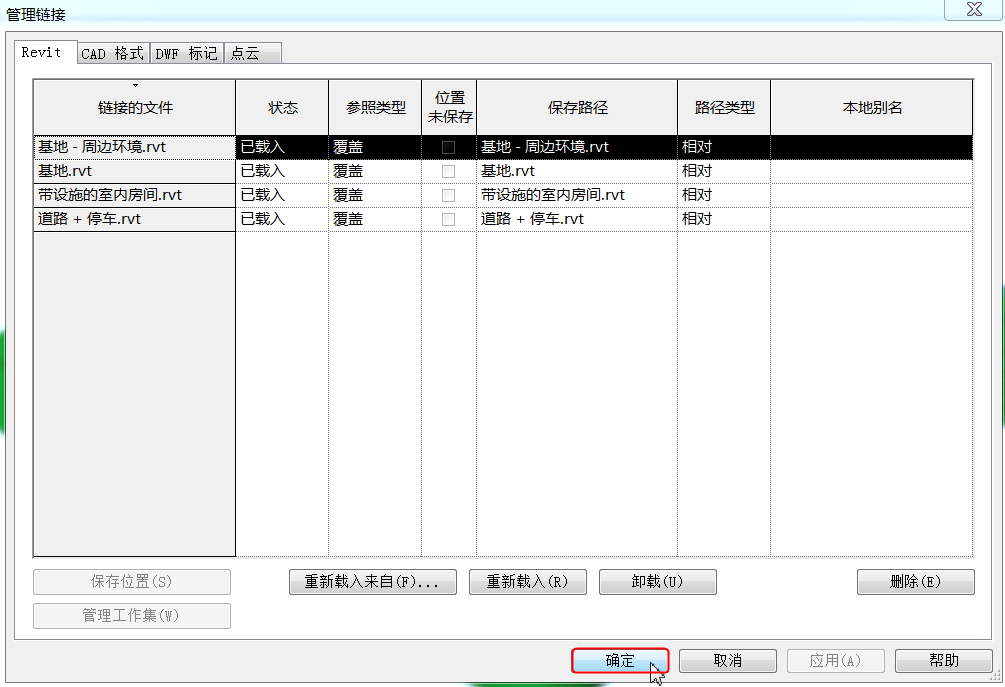 管理链接
Revit CAD 格式 DWF 标记 点云
链接的文件 状态 参照类型 位置未保存 保存路径 路径类型 本地别名
基地 - 周边环境.rvt 已载入 覆盖 基地 - 周边环境.rvt 相对
基地.rvt 已载入 覆盖 基地.rvt 相对
带设施的室内房间.rvt 已载入 覆盖 带设施的室内房间.rvt 相对
道路 + 停车.rvt 已载入 覆盖 道路 + 停车.rvt 相对
保存位置(S) 重新载入来自(F)... 重新载入(R) 卸载(U) 删除(E)
管理工作集(W)
确定 取消 应用(A) 帮助